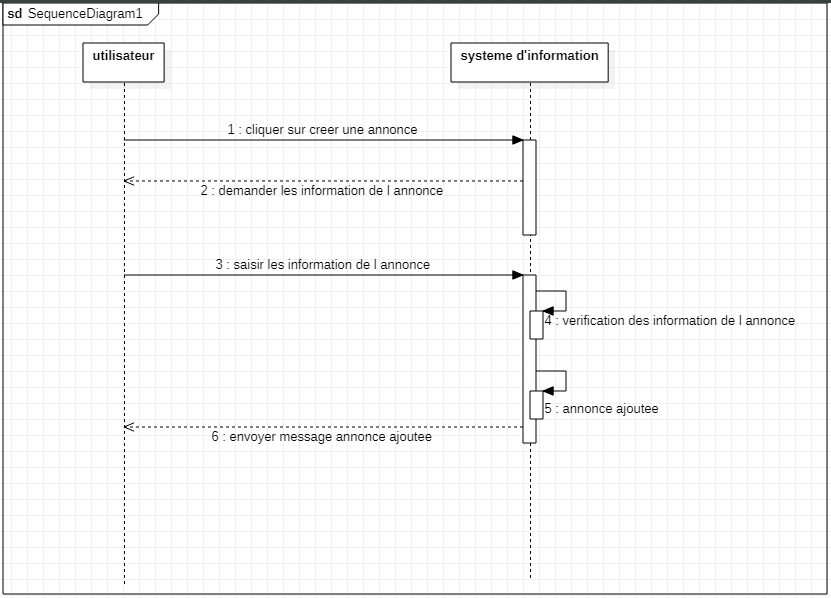 sd SequenceDiagram1
utilisateur
systeme d'information
1 : cliquer sur creer une annonce
2 : demander les information de l annonce
3 : saisir les information de l annonce
4 : verification des information de l annonce
5 : annonce ajoutee
6 : envoyer message annonce ajoutee